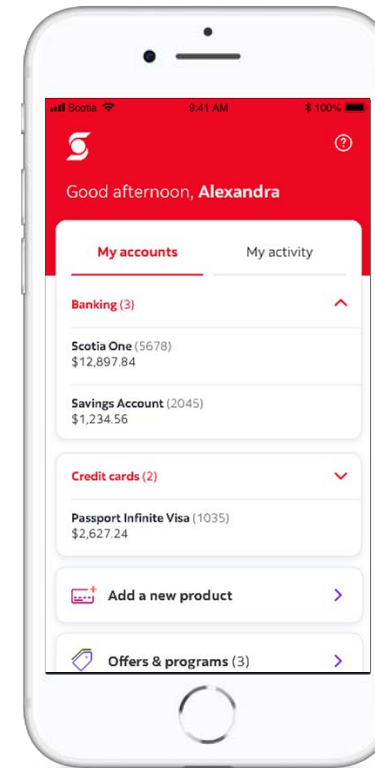 Scotia 9:41 AM 100%
Good afternoon, Alexandra
My accounts My activity
Banking (3)
Scotia One (5678)
$12,897.84
Savings Account (2045)
$1,234.56
Credit cards (2)
Passport Infinite Visa (1035)
$2,627.24
Add a new product
Offers & programs (3)